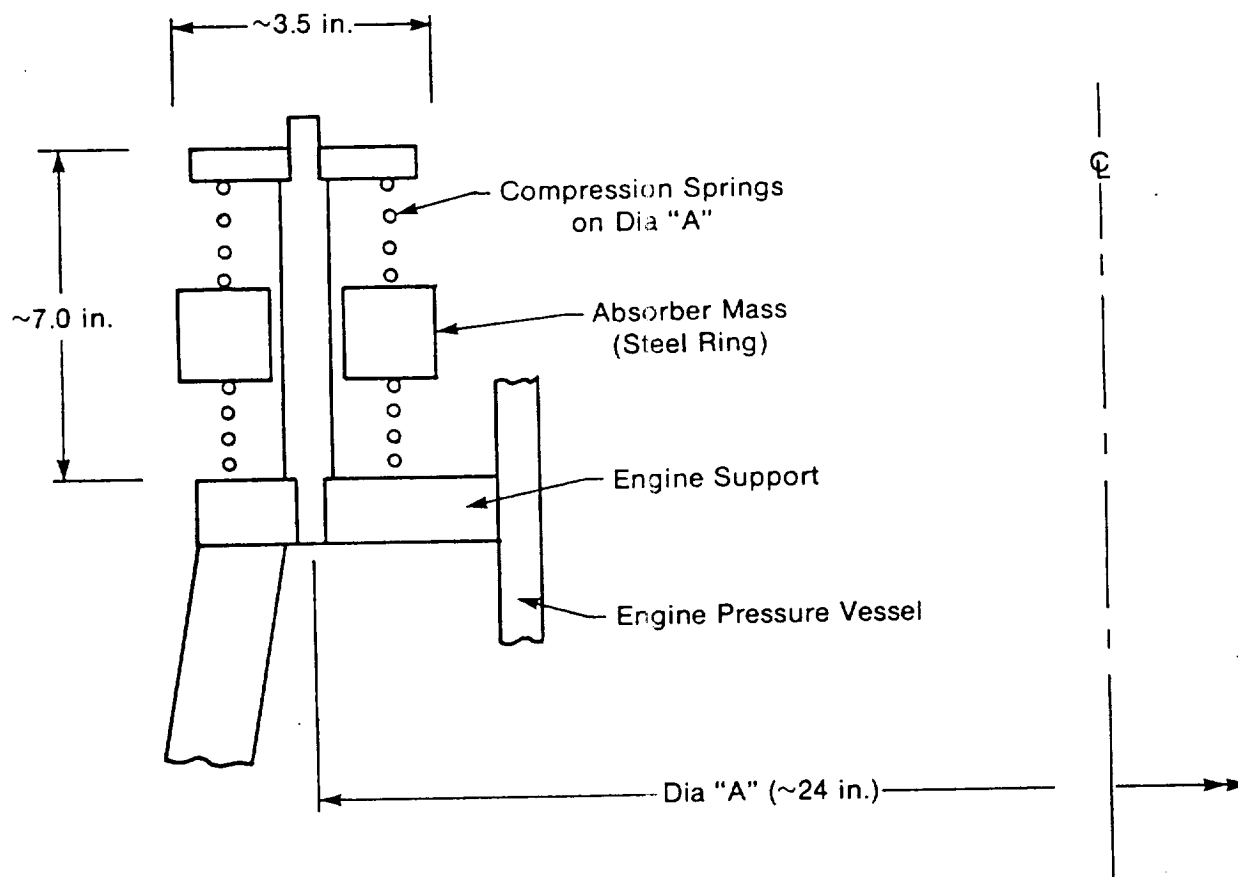 ~3.5 in.
℄
Compression Springs
on Dia "A"
~7.0 in.
Absorber Mass
(Steel Ring)
Engine Support
Engine Pressure Vessel
Dia "A" (~24 in.)